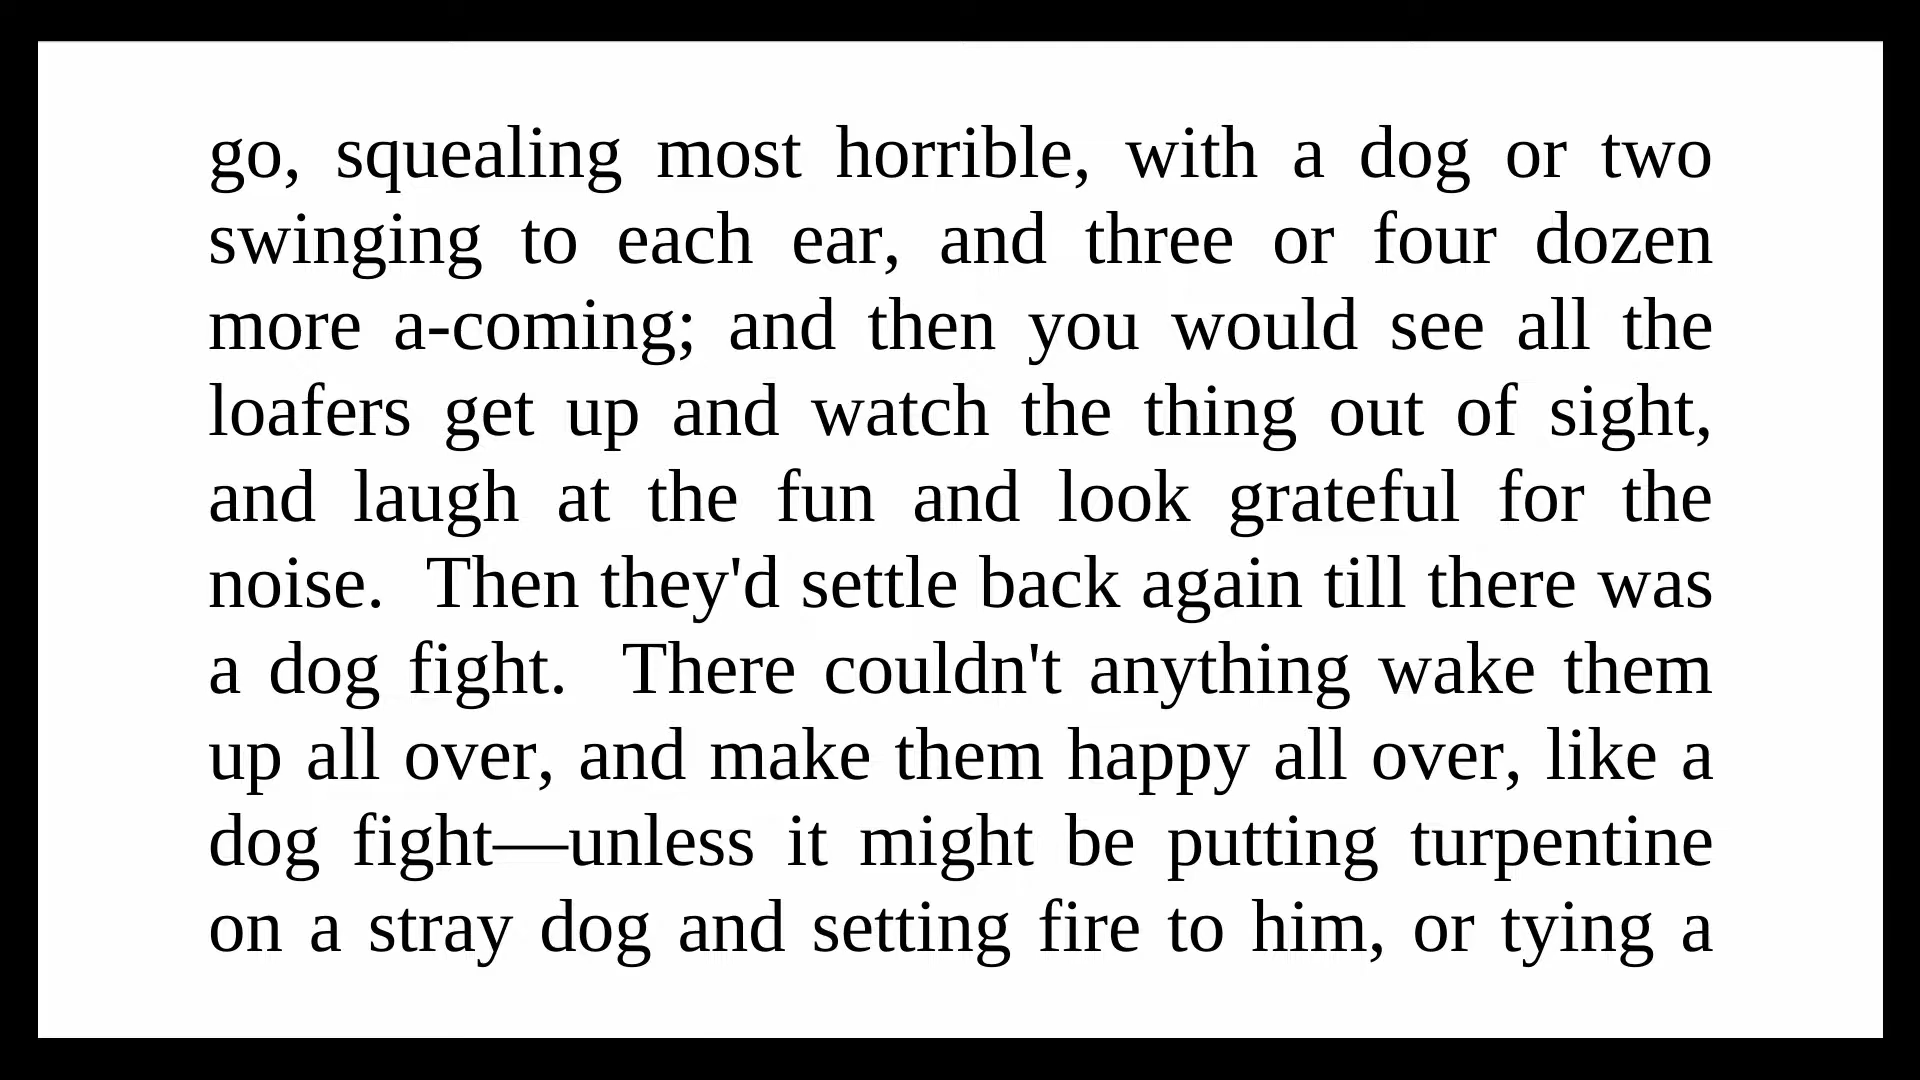 go, squealing most horrible, with a dog or two
swinging to each ear, and three or four dozen
more a-coming; and then you would see all the
loafers get up and watch the thing out of sight,
and laugh at the fun and look grateful for the
noise.  Then they'd settle back again till there was
a dog fight.  There couldn't anything wake them
up all over, and make them happy all over, like a
dog fight—unless it might be putting turpentine
on a stray dog and setting fire to him, or tying a